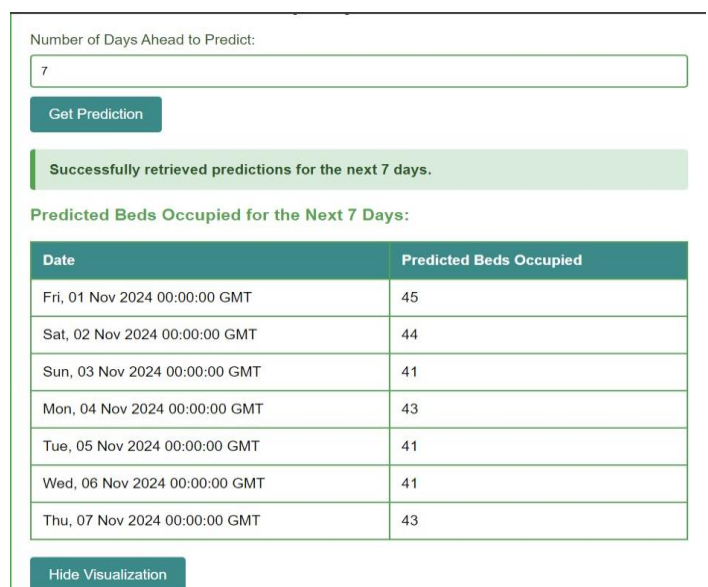 Number of Days Ahead to Predict:
7
Get Prediction
Successfully retrieved predictions for the next 7 days.
Predicted Beds Occupied for the Next 7 Days:
Date Predicted Beds Occupied
Fri, 01 Nov 2024 00:00:00 GMT 45
Sat, 02 Nov 2024 00:00:00 GMT 44
Sun, 03 Nov 2024 00:00:00 GMT 41
Mon, 04 Nov 2024 00:00:00 GMT 43
Tue, 05 Nov 2024 00:00:00 GMT 41
Wed, 06 Nov 2024 00:00:00 GMT 41
Thu, 07 Nov 2024 00:00:00 GMT 43
Hide Visualization